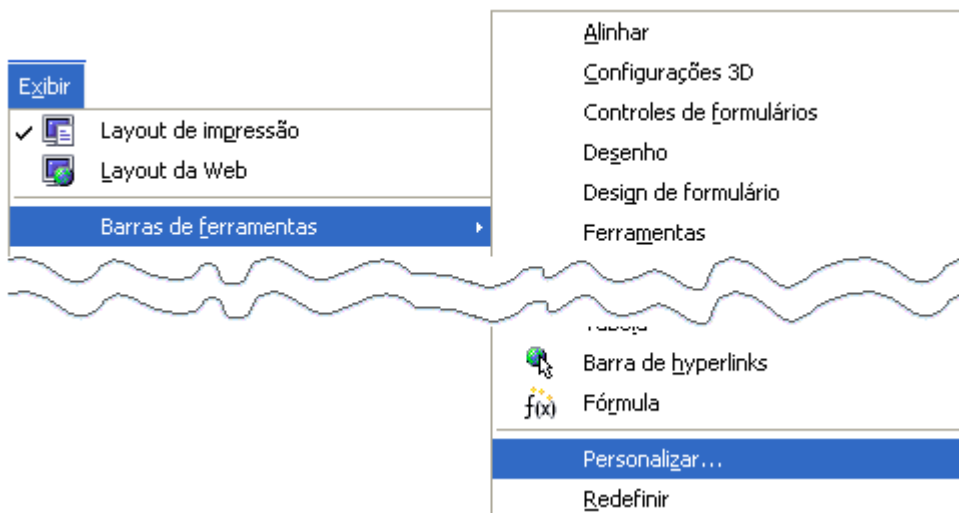 Exibir
Layout de impressão
Layout da Web
Barras de ferramentas
Alinhar
Configurações 3D
Controles de formulários
Desenho
Design de formulário
Ferramentas
Barra de hyperlinks
f(x) Fórmula
Personalizar...
Redefinir